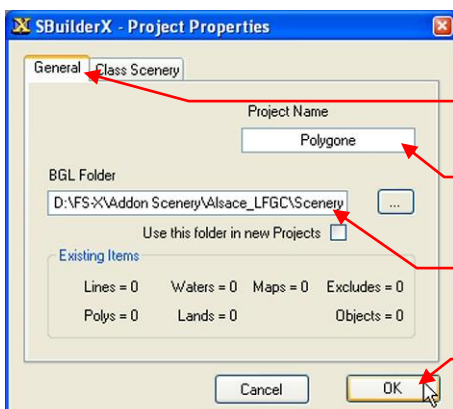 SBuilderX - Project Properties
General
Class Scenery
Project Name
Polygone
BGL Folder
D:\FS-X\Addon Scenery\Alsace_LFGC\Scenery
...
Use this folder in new Projects
Existing Items
Lines = 0 Waters = 0 Maps = 0 Excludes = 0
Polys = 0 Lands = 0 Objects = 0
Cancel
OK